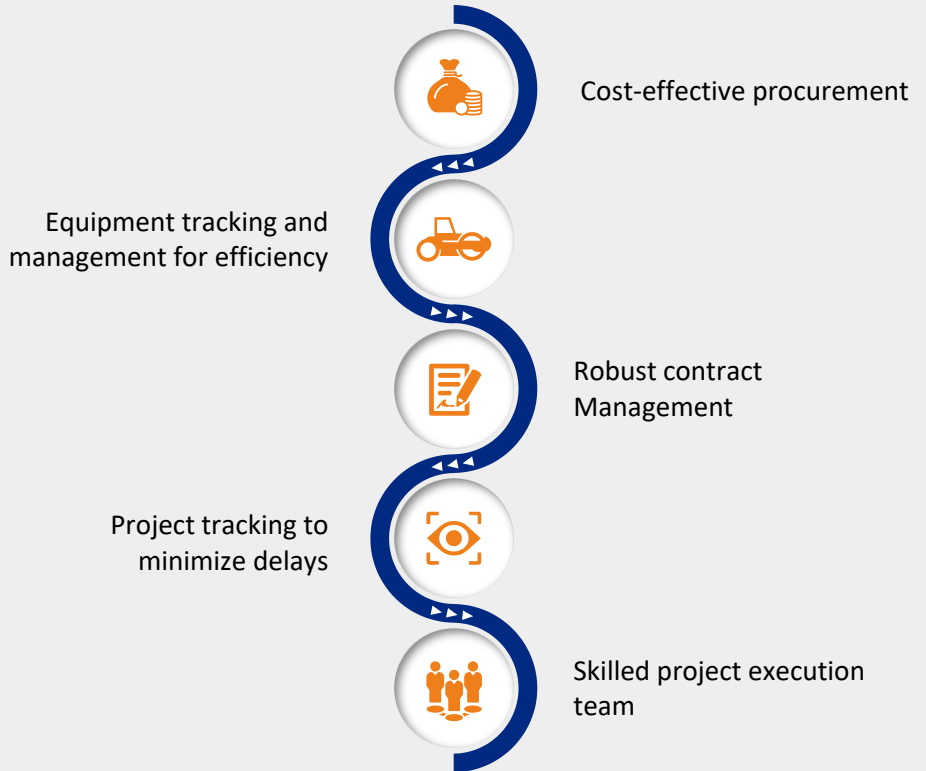 Cost-effective procurement
Equipment tracking and
management for efficiency
Robust contract
Management
Project tracking to
minimize delays
Skilled project execution
team